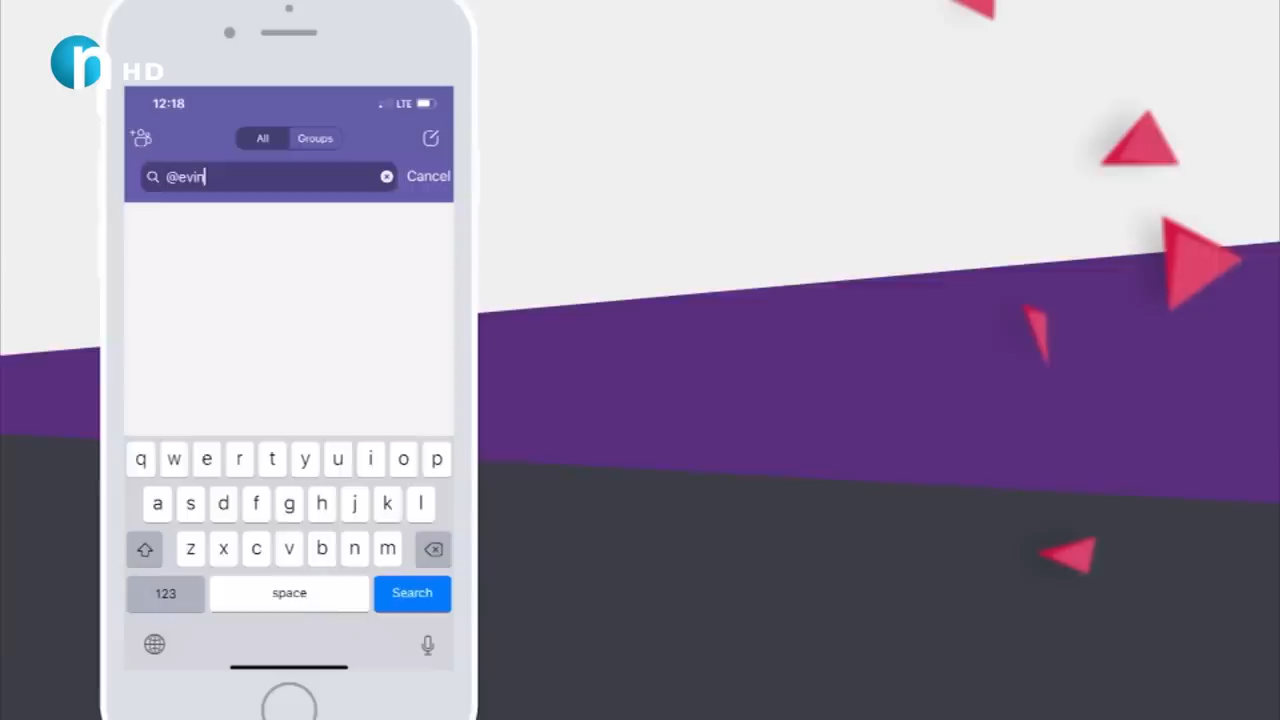 n HD
12:18 LTE
All Groups
@evin Cancel
q w e r t y u i o p
a s d f g h j k l
z x c v b n m
123 space Search